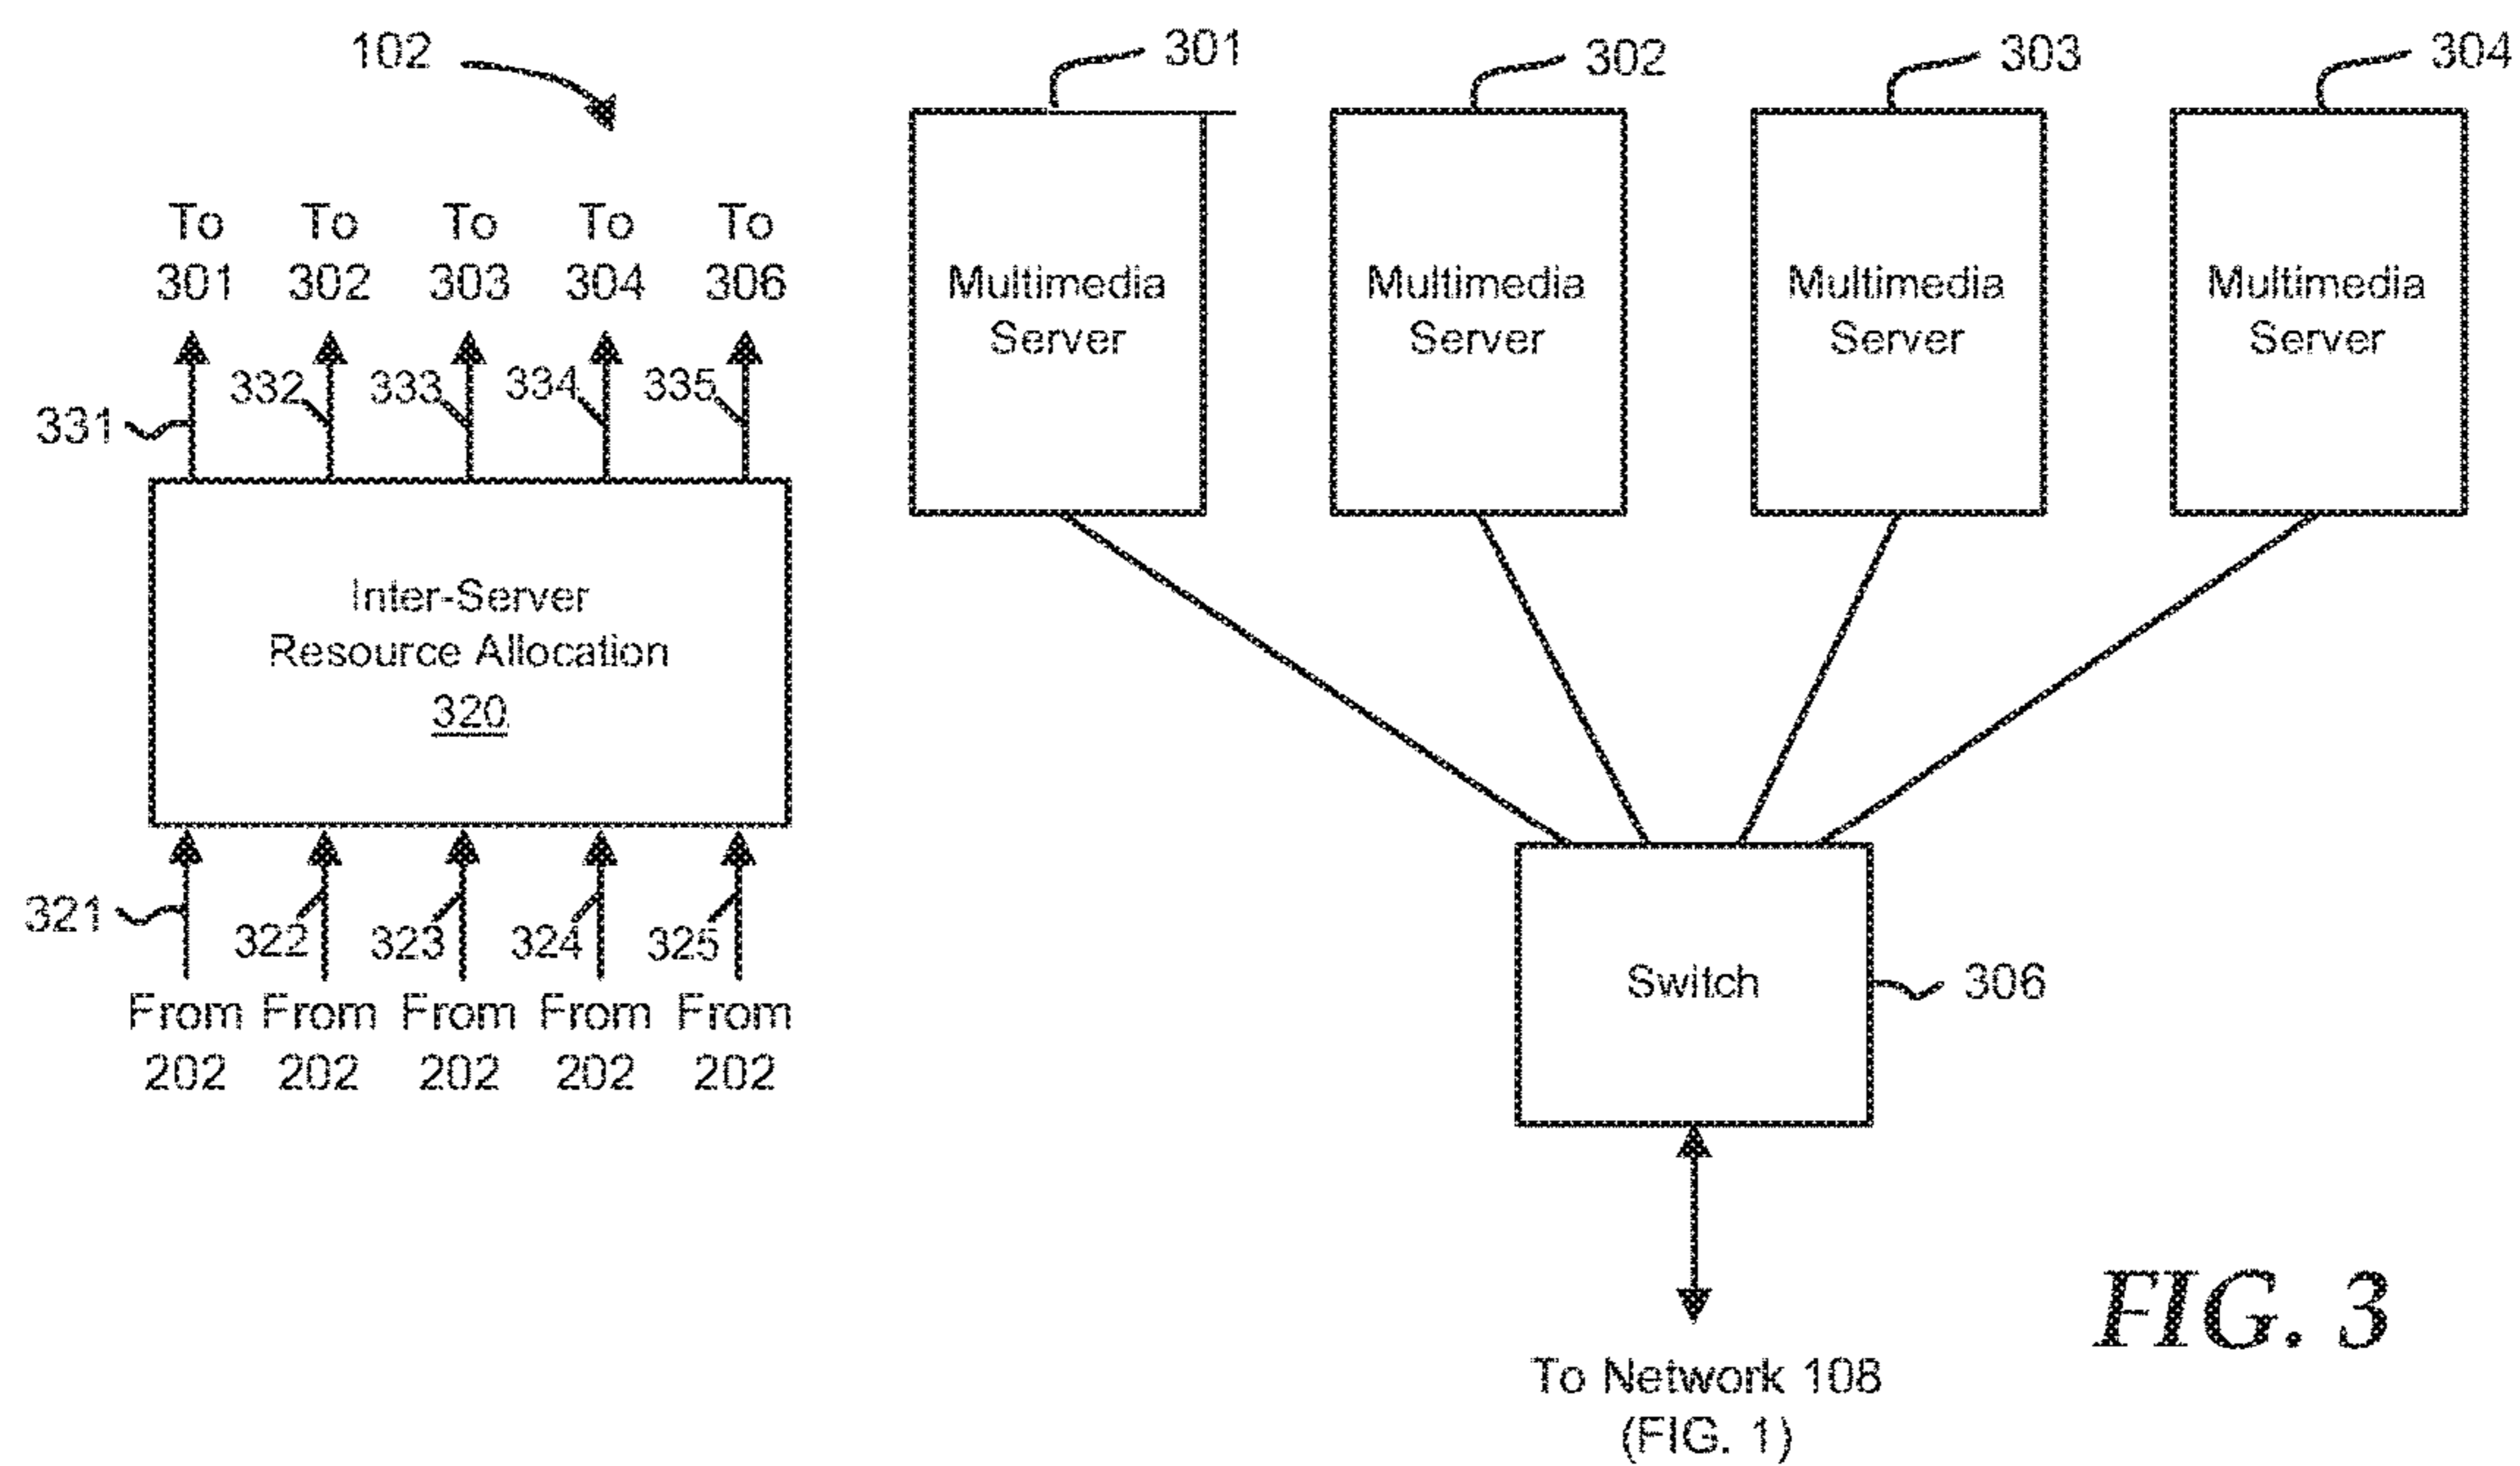 102
301
302
303
304
To To To To To
301 302 303 304 306
Multimedia
Server
Multimedia
Server
Multimedia
Server
Multimedia
Server
331
332
333
334
335
Inter-Server
Resource Allocation
320
321
322
323
324
325
From From From From From
202 202 202 202 202
Switch
306
To Network 108
(FIG. 1)
FIG. 3